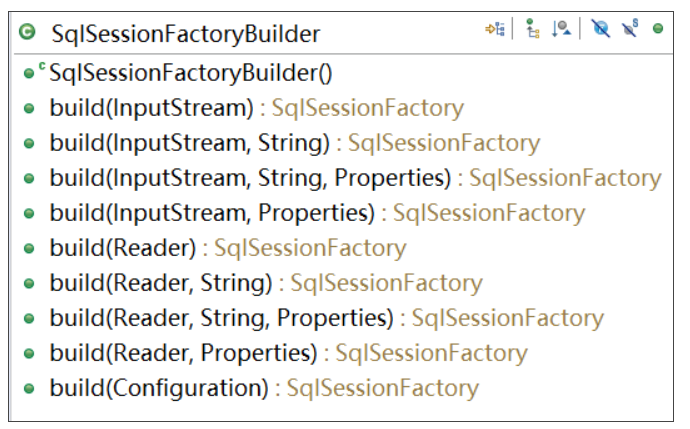 SqlSessionFactoryBuilder
SqlSessionFactoryBuilder()
build(InputStream) : SqlSessionFactory
build(InputStream, String) : SqlSessionFactory
build(InputStream, String, Properties) : SqlSessionFactory
build(InputStream, Properties) : SqlSessionFactory
build(Reader) : SqlSessionFactory
build(Reader, String) : SqlSessionFactory
build(Reader, String, Properties) : SqlSessionFactory
build(Reader, Properties) : SqlSessionFactory
build(Configuration) : SqlSessionFactory